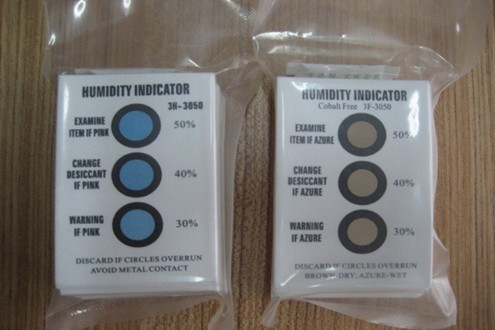 HUMIDITY INDICATOR
3H-3050
EXAMINE
ITEM IF PINK
50%
CHANGE
DESICCANT
IF PINK
40%
WARNING
IF PINK
30%
DISCARD IF CIRCLES OVERRUN
AVOID METAL CONTACT
HUMIDITY INDICATOR
Cobalt Free 3F-3050
EXAMINE
ITEM IF AZURE
50%
CHANGE
DESICCANT
IF AZURE
40%
WARNING
IF AZURE
30%
DISCARD IF CIRCLES OVERRUN
BROWN-DRY; AZURE-WET